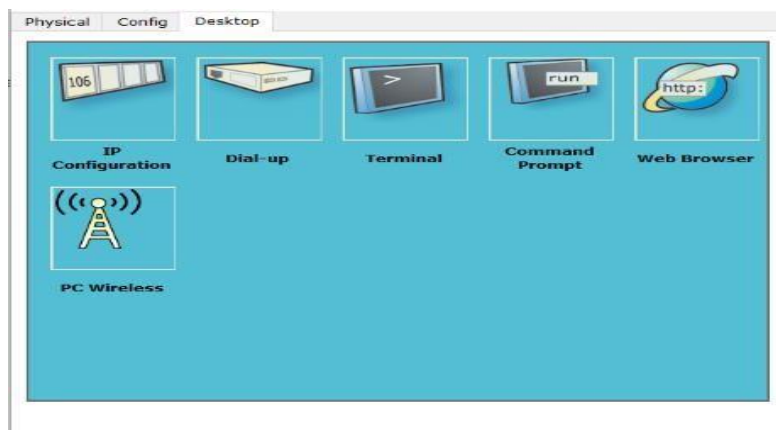 Physical Config Desktop
106
>
run
http:
IP
Configuration
Dial-up
Terminal
Command
Prompt
Web Browser
((( )))
PC Wireless